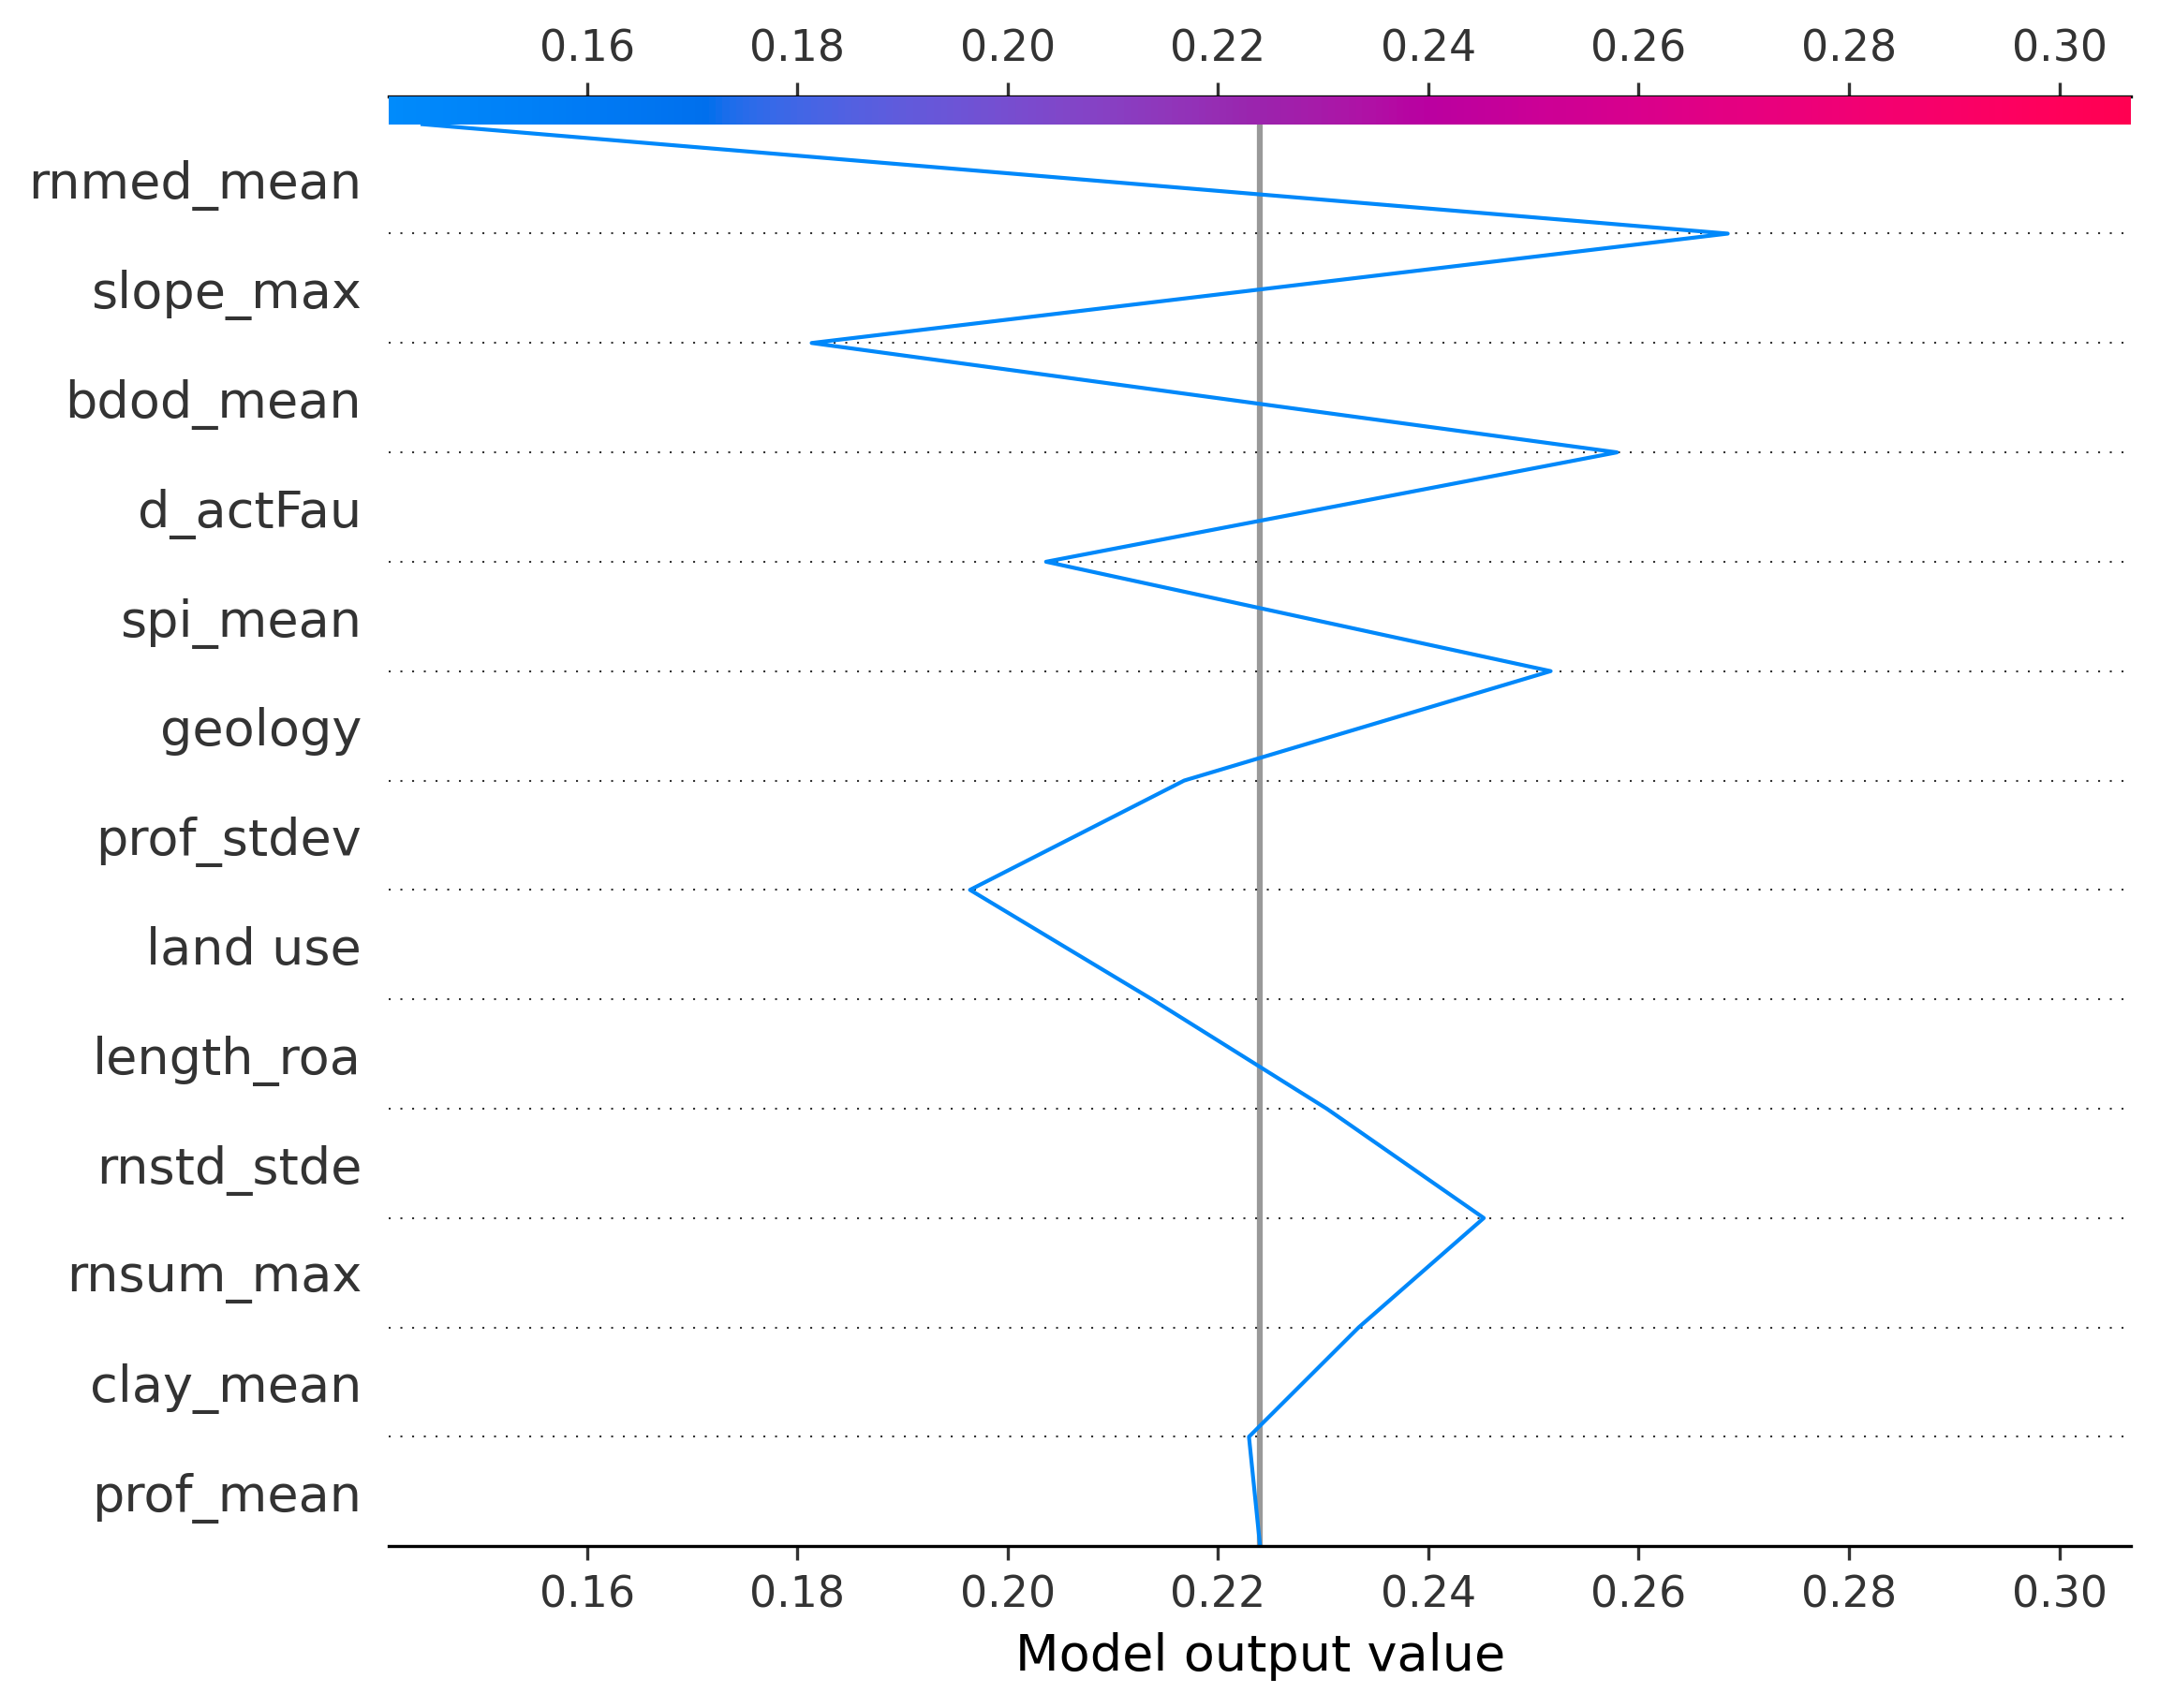 0.16 0.18 0.20 0.22 0.24 0.26 0.28 0.30
rnmed_mean
slope_max
bdod_mean
d_actFau
spi_mean
geology
prof_stdev
land use
length_roa
rnstd_stde
rnsum_max
clay_mean
prof_mean
0.16 0.18 0.20 0.22 0.24 0.26 0.28 0.30
Model output value